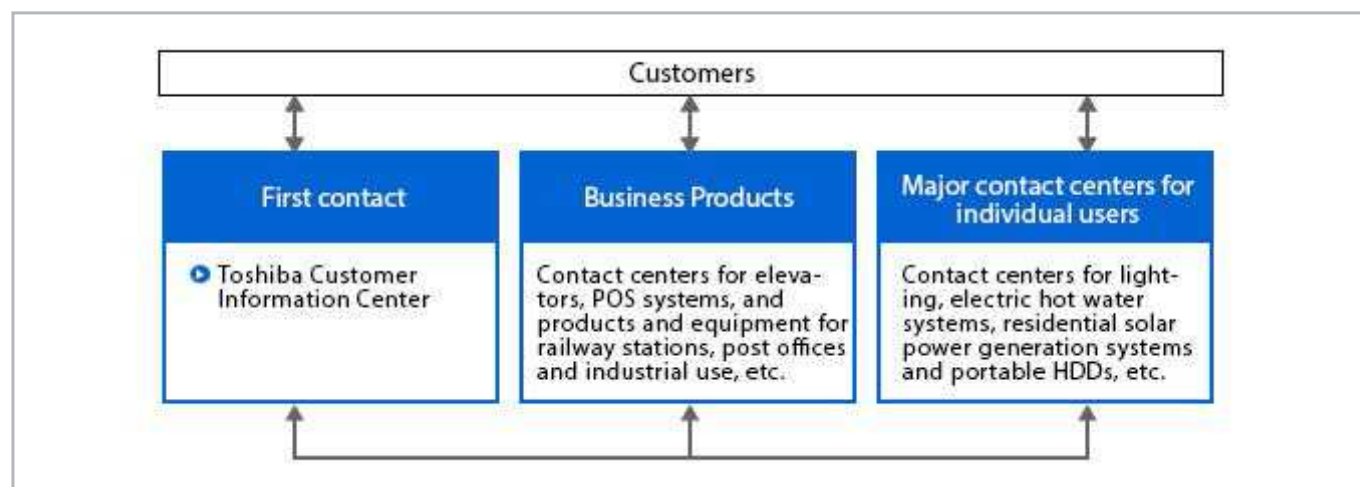 Customers
First contact
Toshiba Customer
Information Center
Business Products
Contact centers for eleva-
tors, POS systems, and
products and equipment for
railway stations, post offices
and industrial use, etc.
Major contact centers for
individual users
Contact centers for light-
ing, electric hot water
systems, residential solar
power generation systems
and portable HDDs, etc.